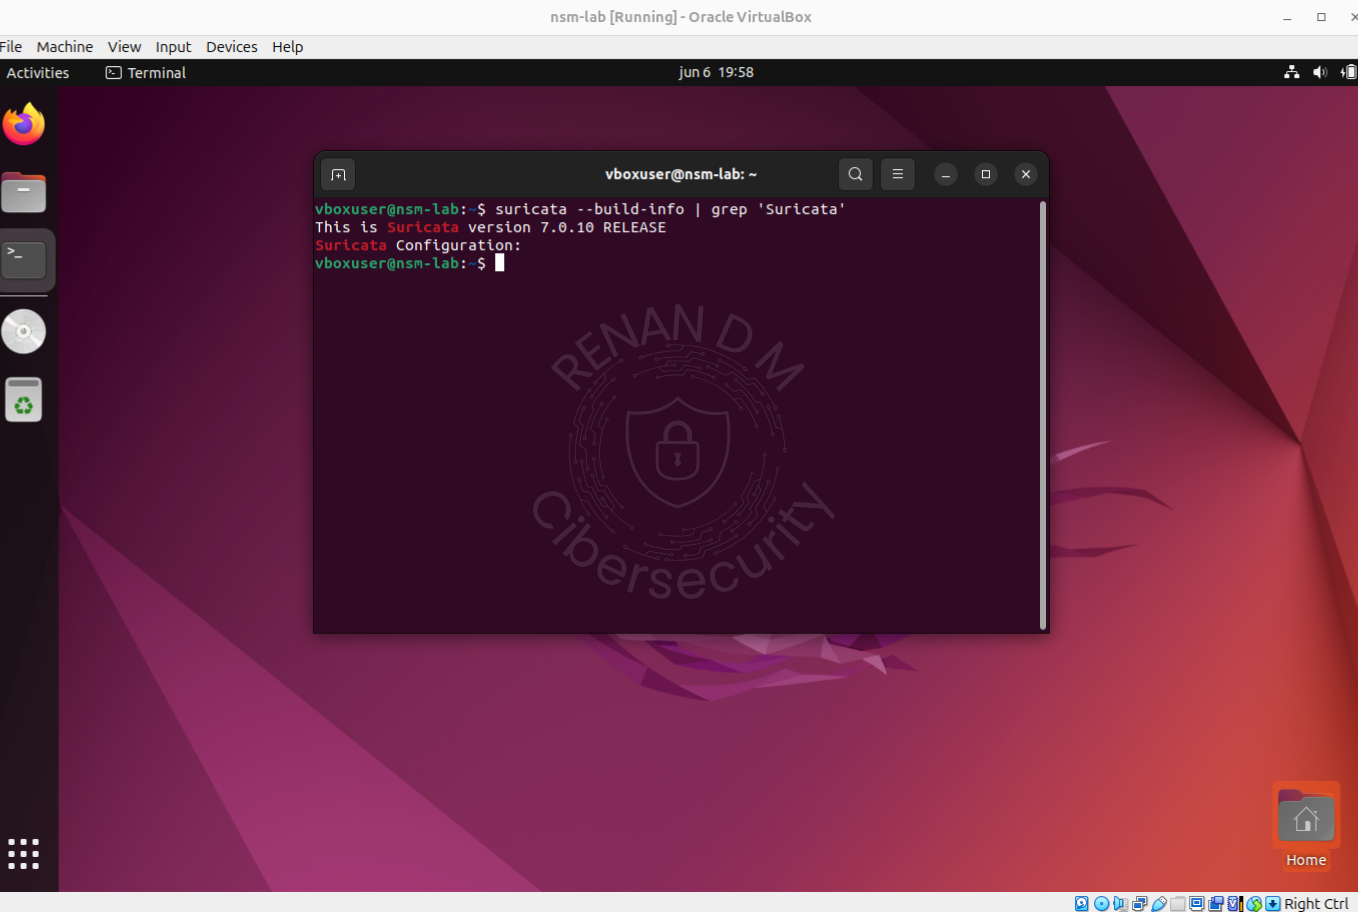 nsm-lab [Running] - Oracle VirtualBox
File Machine View Input Devices Help
Activities Terminal jun 6 19:58
vboxuser@nsm-lab: ~
vboxuser@nsm-lab:~$ suricata --build-info | grep 'Suricata'
This is Suricata version 7.0.10 RELEASE
Suricata Configuration:
vboxuser@nsm-lab:~$
RENAN D M
Cibersecurity
Home
Right Ctrl